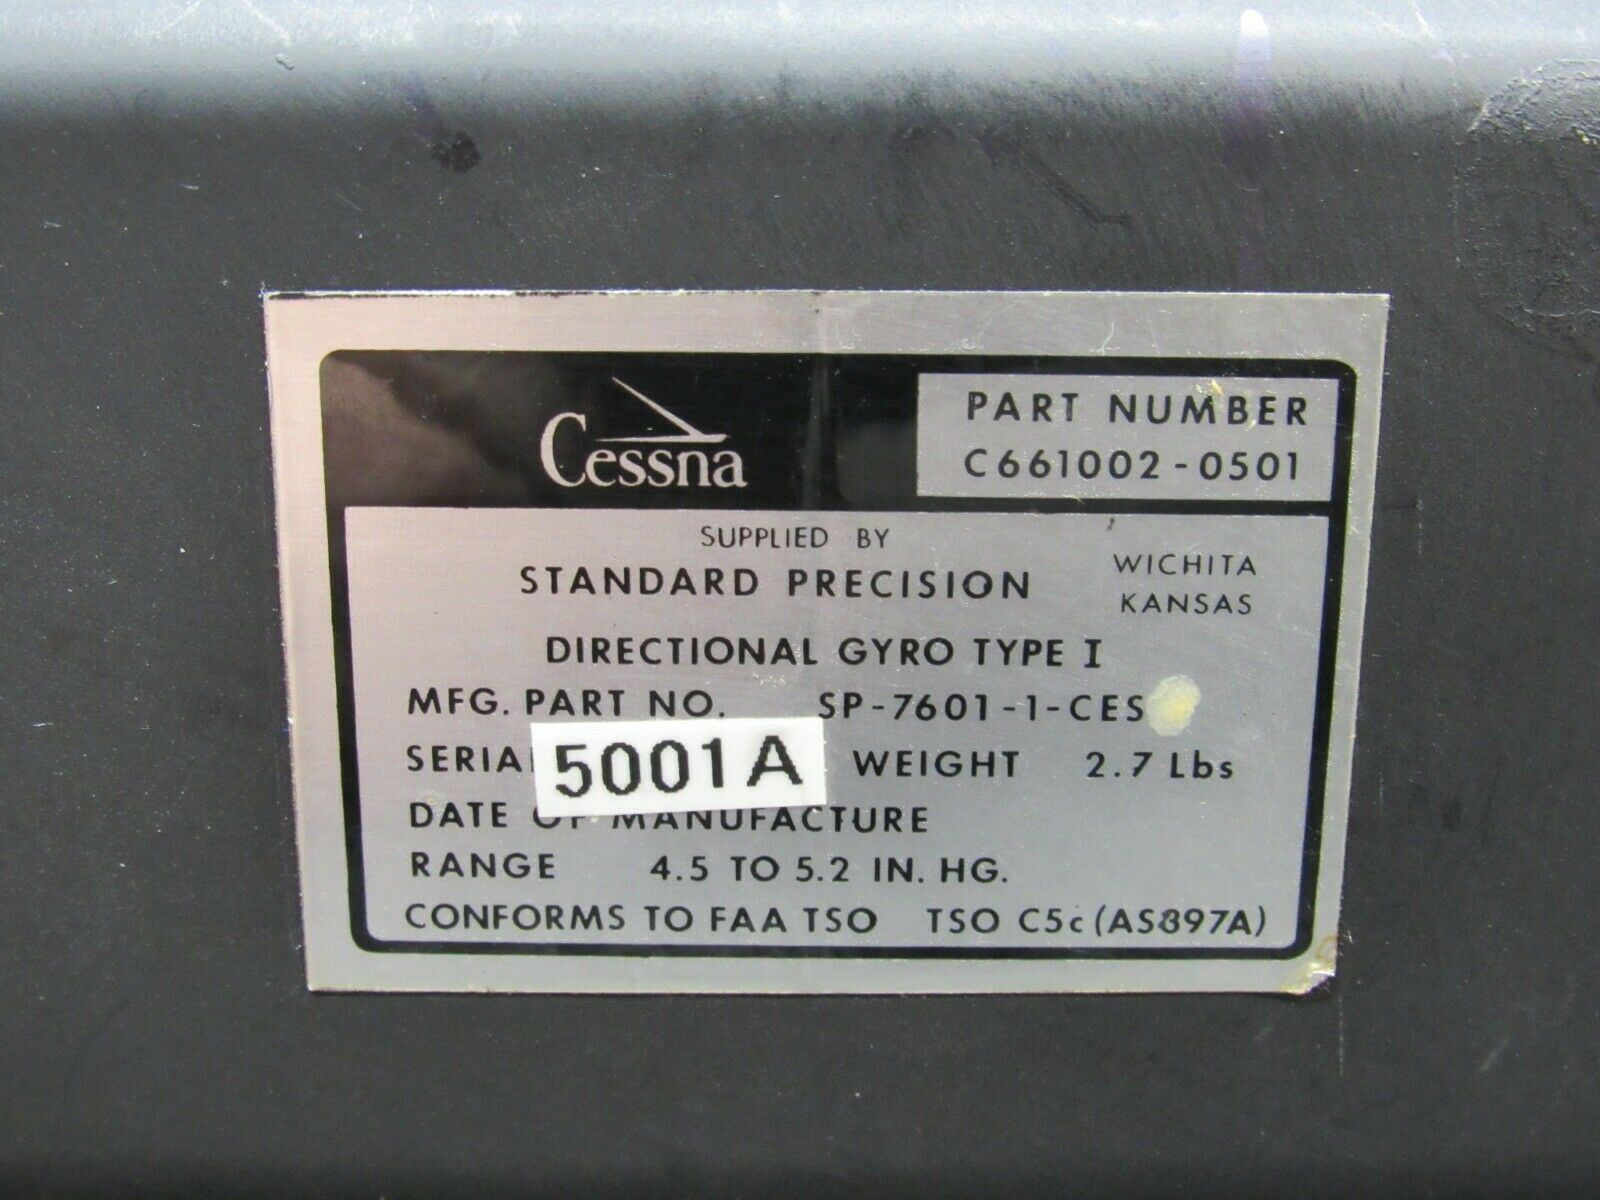 Cessna
PART NUMBER
C661002-0501
SUPPLIED BY
STANDARD PRECISION
WICHITA
KANSAS
DIRECTIONAL GYRO TYPE I
MFG. PART NO. SP-7601-1-CES
5001A WEIGHT 2.7 Lbs
DATE OF MANUFACTURE
RANGE 4.5 TO 5.2 IN. HG.
CONFORMS TO FAA TSO TSO C5c (AS897A)